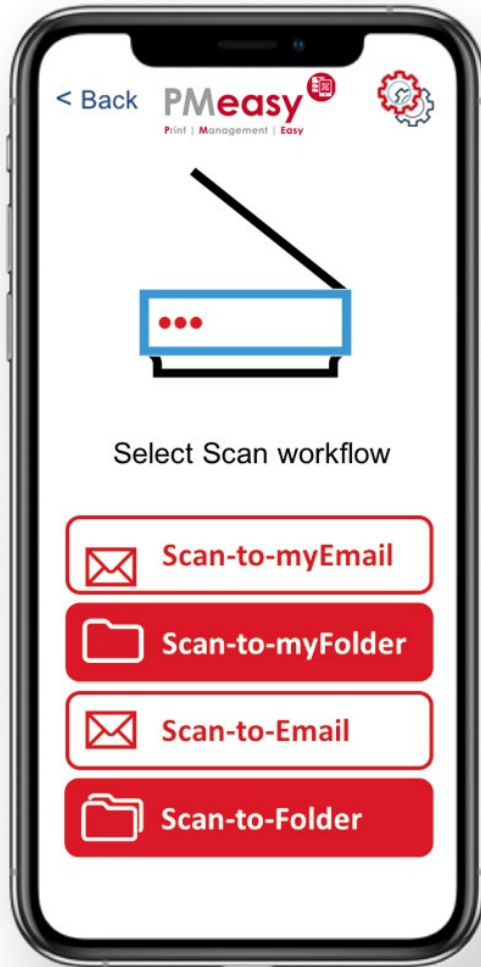 < Back
PMeasy
Print | Management | Easy
Select Scan workflow
Scan-to-myEmail
Scan-to-myFolder
Scan-to-Email
Scan-to-Folder